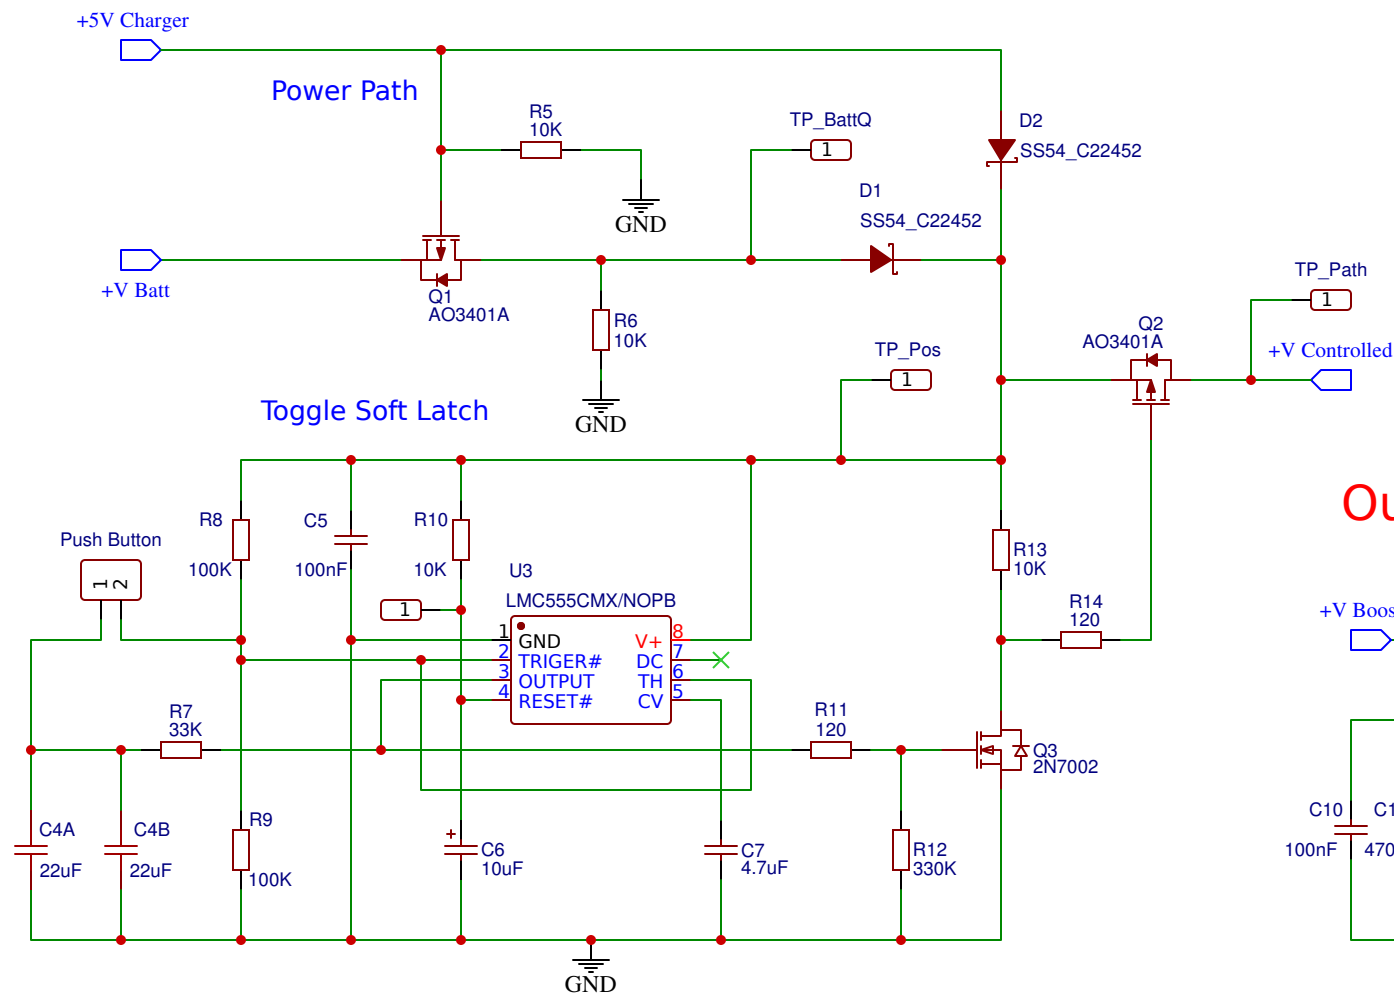 +5V Charger
Power Path
R5
10K
TP_BattQ
1
D2
SS54_C22452
D1
SS54_C22452
GND
+V Batt
Q1
AO3401A
R6
10K
GND
TP_Path
1
Q2
AO3401A
+V Controlled
TP_Pos
1
Toggle Soft Latch
Ou
R8
100K
C5
100nF
R10
10K
Push Button
1
2
1
U3
LMC555CMX/NOPB
1
GND
2
TRIGER#
3
OUTPUT
4
RESET#
V+
8
DC
7
TH
6
CV
5
R13
10K
R14
120
+V Boos
R7
33K
R11
120
Q3
2N7002
C4A
22uF
C4B
22uF
R9
100K
+
C6
10uF
C7
4.7uF
R12
330K
C10
100nF
C1
470
GND